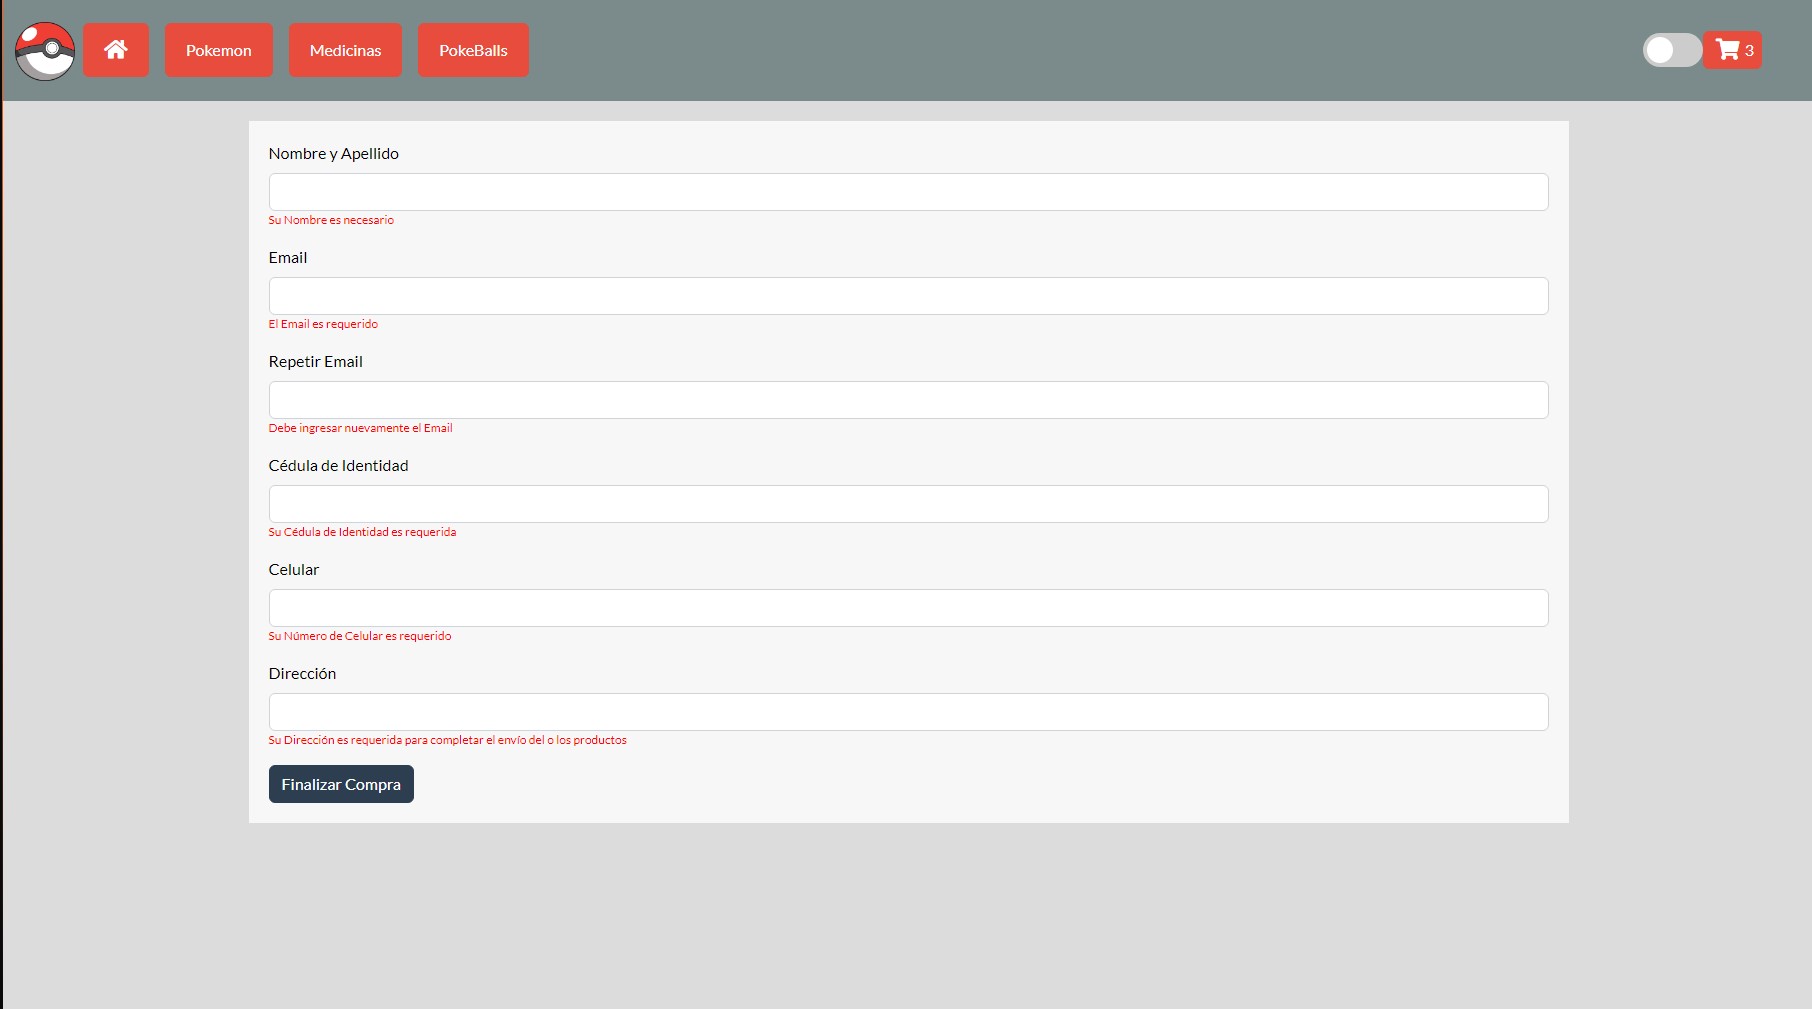 Pokemon
Medicinas
PokeBalls
3
Nombre y Apellido
Su Nombre es necesario
Email
El Email es requerido
Repetir Email
Debe ingresar nuevamente el Email
Cédula de Identidad
Su Cédula de Identidad es requerida
Celular
Su Número de Celular es requerido
Dirección
Su Dirección es requerida para completar el envío del o los productos
Finalizar Compra